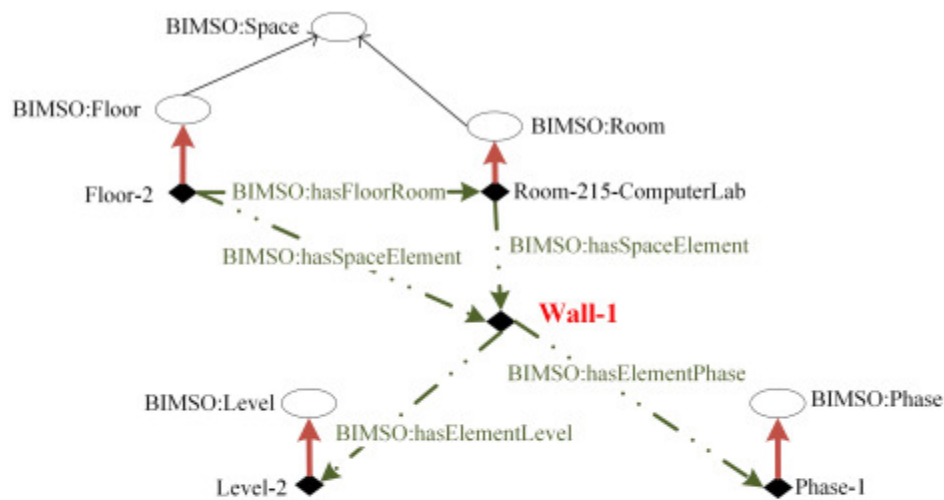 BIMSO:Space
BIMSO:Floor
BIMSO:Room
Floor-2
BIMSO:hasFloorRoom
Room-215-ComputerLab
BIMSO:hasSpaceElement
BIMSO:hasSpaceElement
Wall-1
BIMSO:hasElementPhase
BIMSO:Level
BIMSO:Phase
BIMSO:hasElementLevel
Level-2
Phase-1